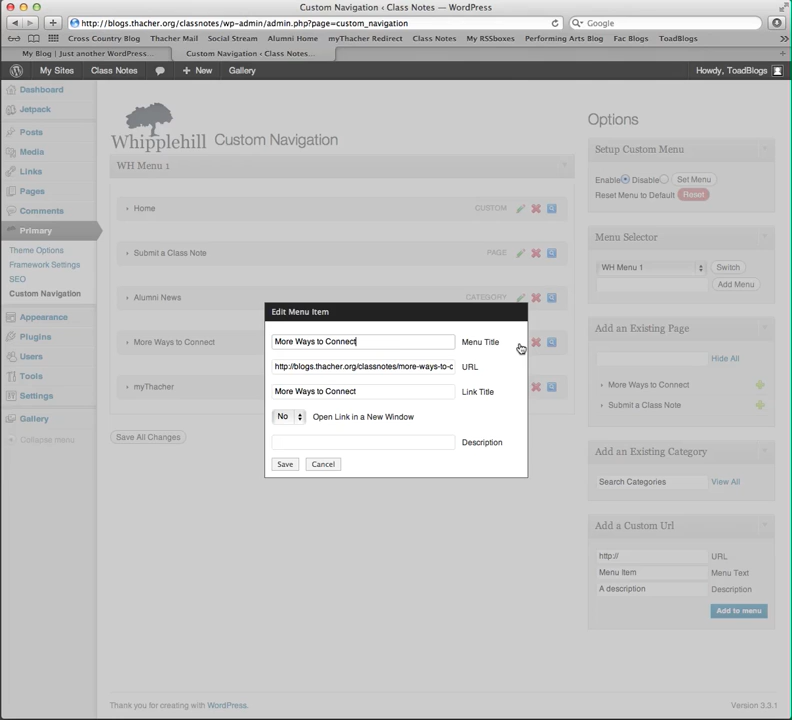 Custom Navigation ‹ Class Notes — WordPress
http://blogs.thacher.org/classnotes/wp-admin/admin.php?page=custom_navigation
Google
Cross Country Blog Thacher Mail Social Stream Alumni Home myThacher Redirect Class Notes My RSSboxes Performing Arts Blog Fac Blogs ToadBlogs
My Blog | Just another WordPress... Custom Navigation ‹ Class Notes...
My Sites Class Notes + New Gallery Howdy, ToadBlogs
Dashboard
Jetpack
Posts
Media
Links
Pages
Comments
Primary
Theme Options
Framework Settings
SEO
Custom Navigation
Appearance
Plugins
Users
Tools
Settings
Gallery
Collapse menu
Whipplehill Custom Navigation
WH Menu 1
Home CUSTOM
Submit a Class Note PAGE
Alumni News CATEGORY
More Ways to Connect
myThacher
Save All Changes
Edit Menu Item
More Ways to Connect Menu Title
http://blogs.thacher.org/classnotes/more-ways-to-c URL
More Ways to Connect Link Title
No Open Link in a New Window
Description
Save Cancel
Options
Setup Custom Menu
Enable Disable Set Menu
Reset Menu to Default Reset
Menu Selector
WH Menu 1 Switch
Add Menu
Add an Existing Page
Hide All
More Ways to Connect
Submit a Class Note
Add an Existing Category
Search Categories View All
Add a Custom Url
http:// URL
Menu Item Menu Text
A description Description
Add to menu
Thank you for creating with WordPress. Version 3.3.1